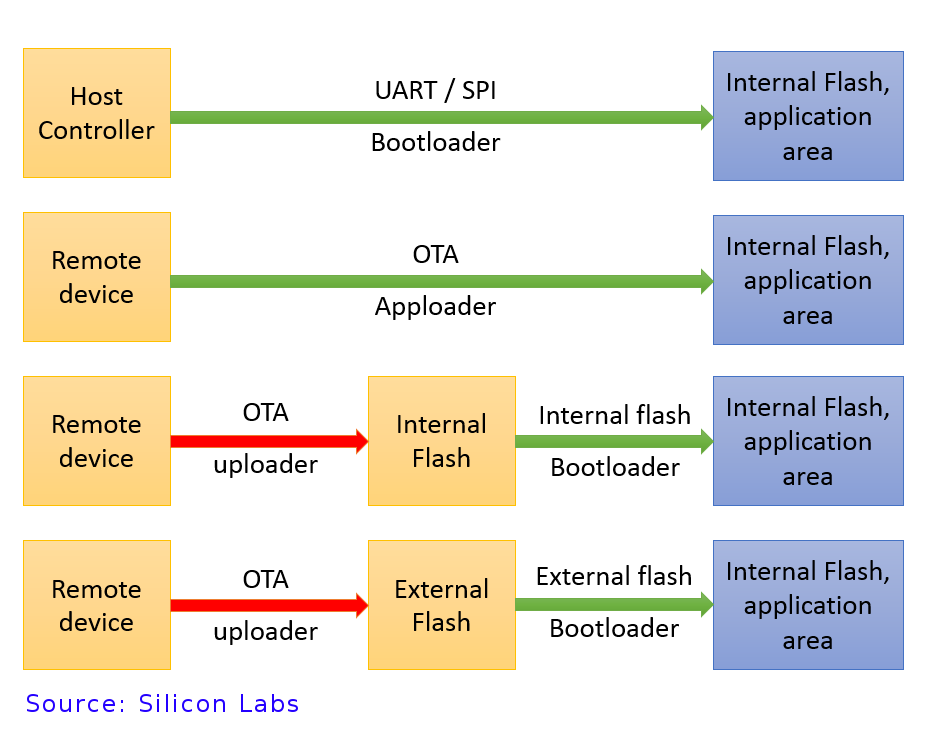 Host
Controller
UART / SPI
Bootloader
Internal Flash,
application
area
Remote
device
OTA
Apploader
Internal Flash,
application
area
Remote
device
OTA
uploader
Internal
Flash
Internal flash
Bootloader
Internal Flash,
application
area
Remote
device
OTA
uploader
External
Flash
External flash
Bootloader
Internal Flash,
application
area
Source: Silicon Labs